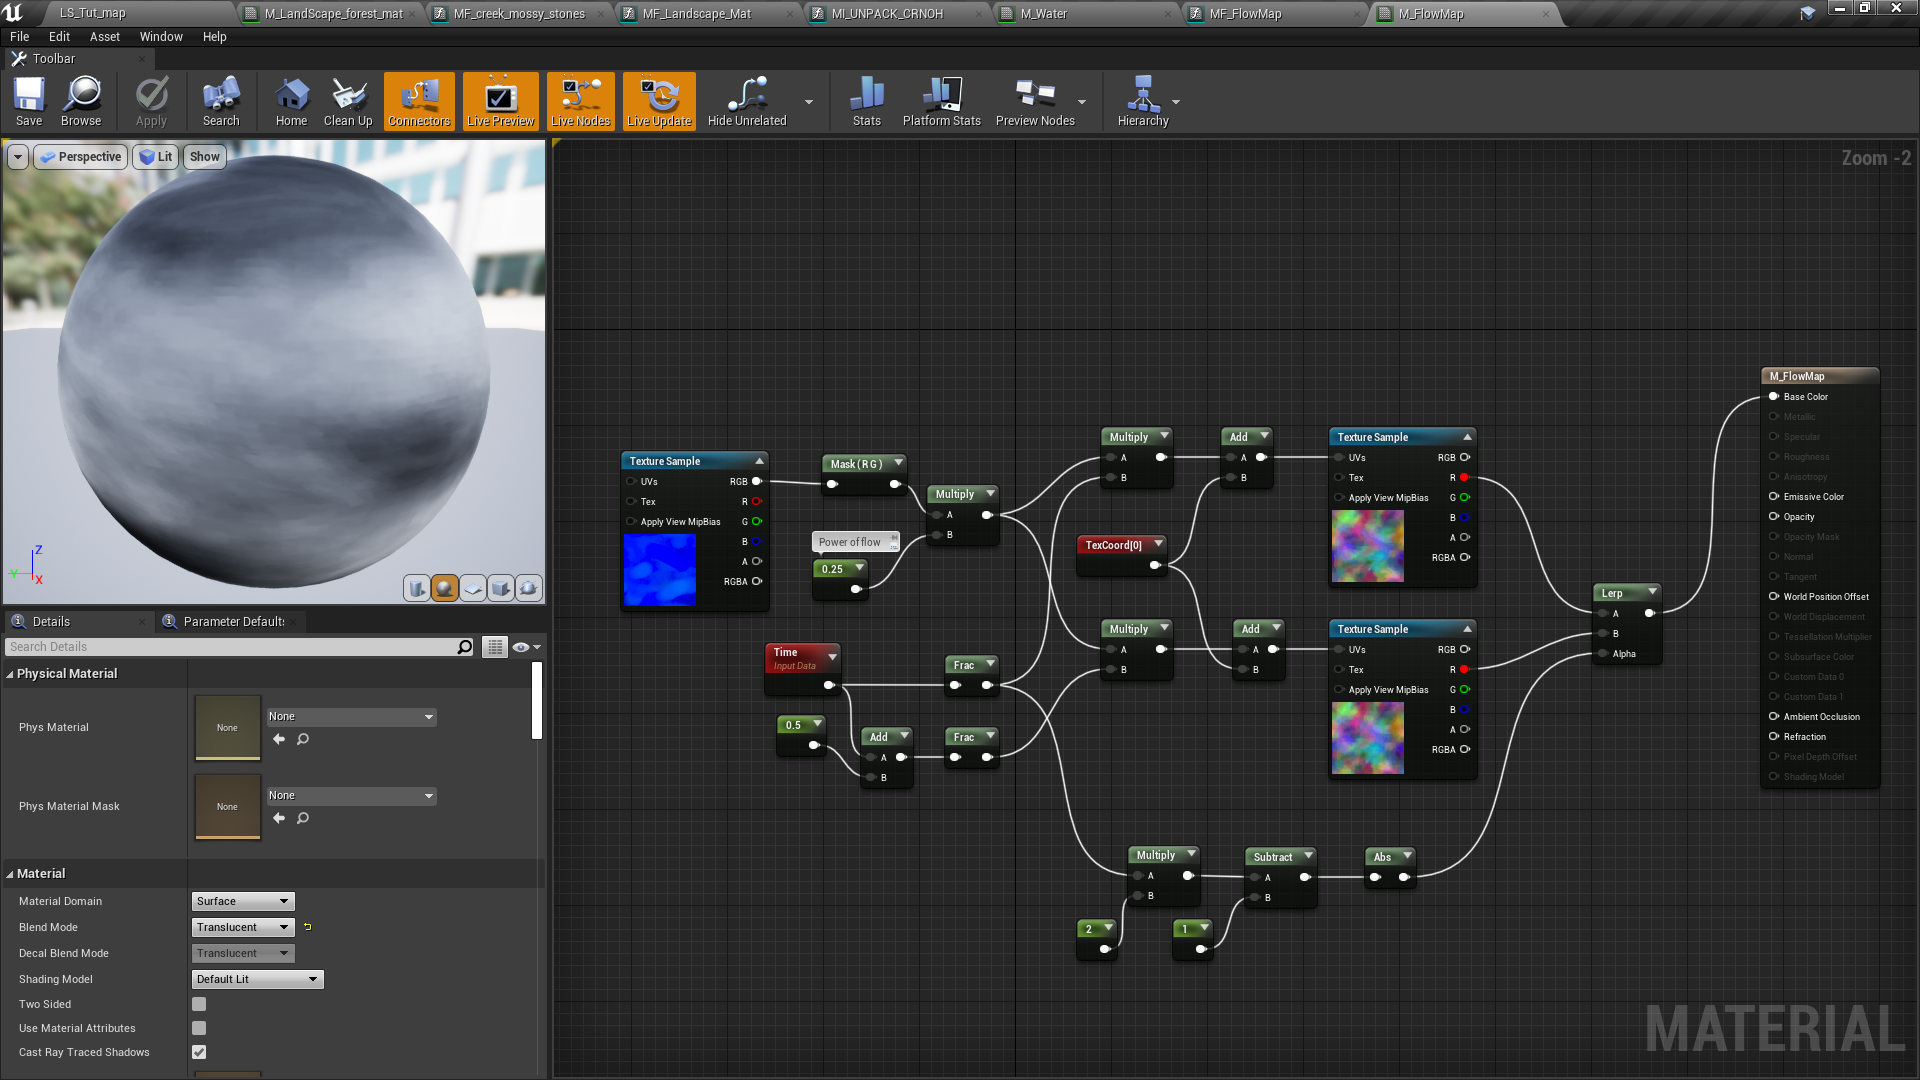 LS_Tut_map
M_LandScape_forest_mat
MF_creek_mossy_stones
MF_Landscape_Mat
MI_UNPACK_CRNOH
M_Water
MF_FlowMap
M_FlowMap
File Edit Asset Window Help
Toolbar
Save
Browse
Apply
Search
Home
Clean Up
Connectors
Live Preview
Live Nodes
Live Update
Hide Unrelated
Stats
Platform Stats
Preview Nodes
Hierarchy
Perspective
Lit
Show
Z
Y
X
Details
Parameter Defaults
Search Details
Physical Material
Phys Material
None
None
Phys Material Mask
None
None
Material
Material Domain
Surface
Blend Mode
Translucent
Decal Blend Mode
Translucent
Shading Model
Default Lit
Two Sided
Use Material Attributes
Cast Ray Traced Shadows
Zoom -2
Texture Sample
UVs RGB
Tex R
Apply View MipBias G
B
A
RGBA
Mask ( R G )
Power of flow
0.25
Multiply
A
B
Time
Input Data
0.5
Add
A
B
Frac
Frac
Multiply
A
B
Add
A
B
TexCoord[0]
Multiply
A
B
Add
A
B
Texture Sample
UVs RGB
Tex R
Apply View MipBias G
B
A
RGBA
Texture Sample
UVs RGB
Tex R
Apply View MipBias G
B
A
RGBA
Multiply
A
B
2
1
Subtract
A
B
Abs
Lerp
A
B
Alpha
M_FlowMap
Base Color
Metallic
Specular
Roughness
Anisotropy
Emissive Color
Opacity
Opacity Mask
Normal
Tangent
World Position Offset
World Displacement
Tessellation Multiplier
Subsurface Color
Custom Data 0
Custom Data 1
Ambient Occlusion
Refraction
Pixel Depth Offset
Shading Model
MATERIAL